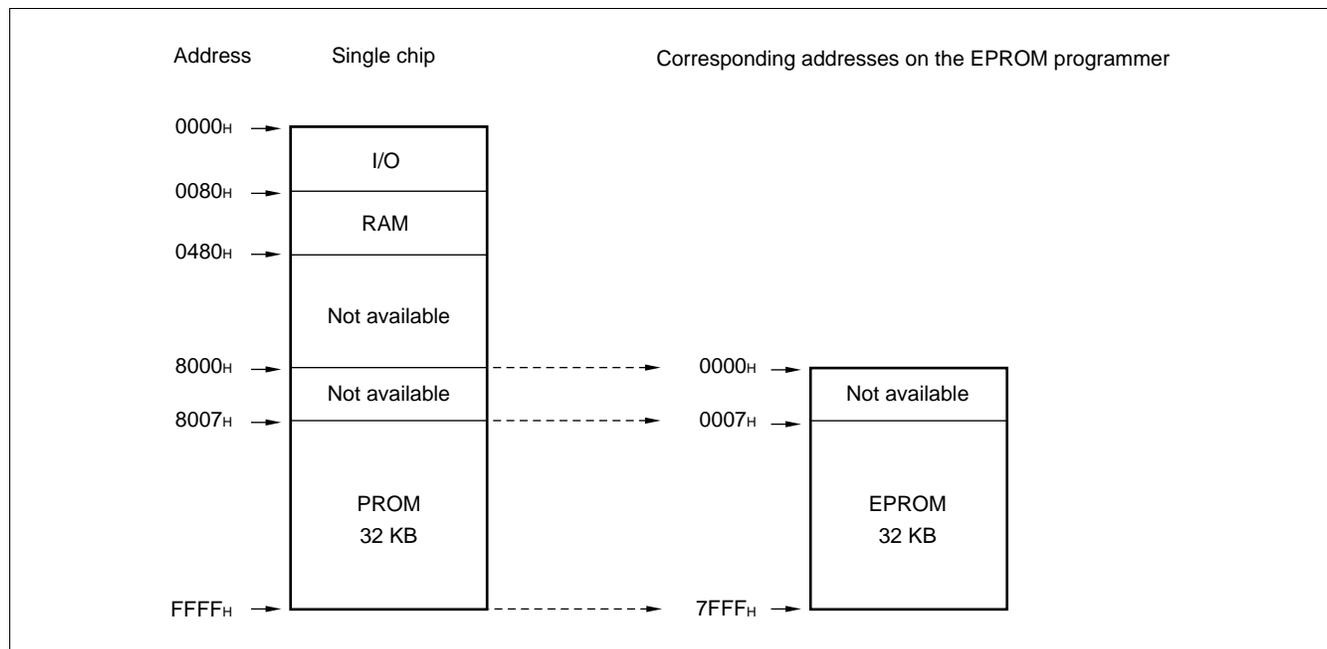 Address Single chip Corresponding addresses on the EPROM programmer
0000H
I/O
0080H
RAM
0480H
Not available
8000H 0000H
Not available Not available
8007H 0007H
PROM EPROM
32 KB 32 KB
FFFFH 7FFFH